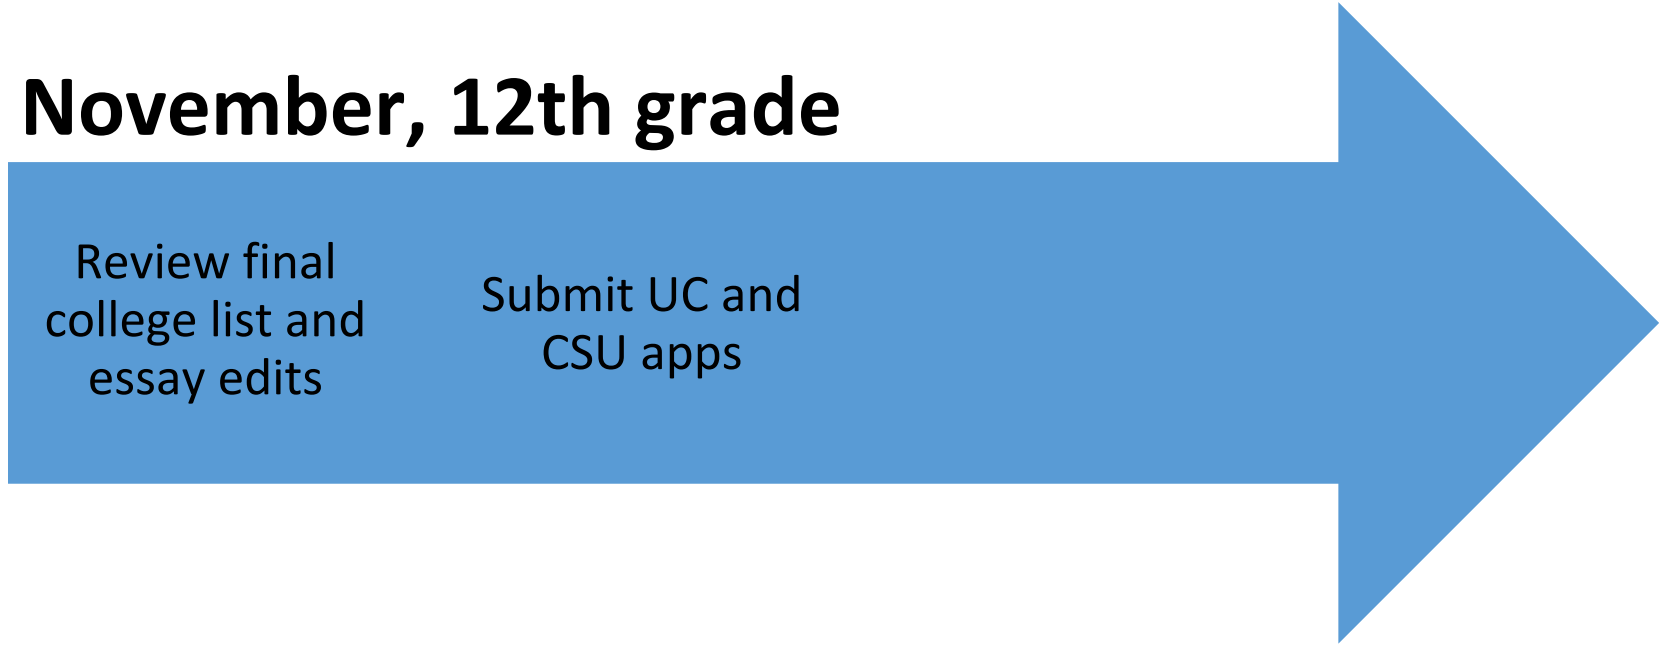 November, 12th grade
Review final
college list and
essay edits
Submit UC and
CSU apps